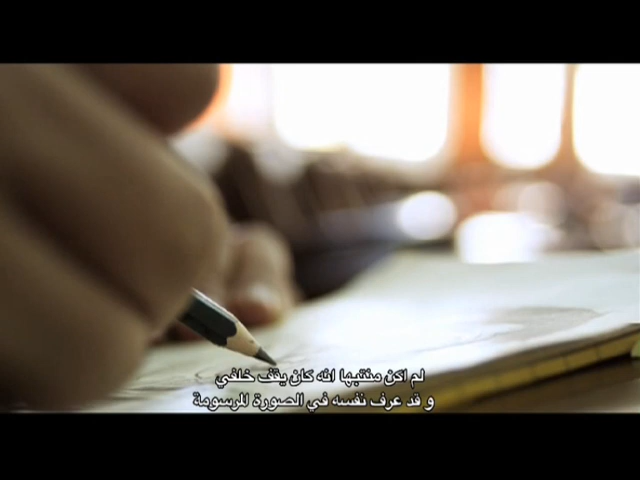 لم اكن منتبها انه كان يقف خلفي
و قد عرف نفسه في الصورة المرسومة